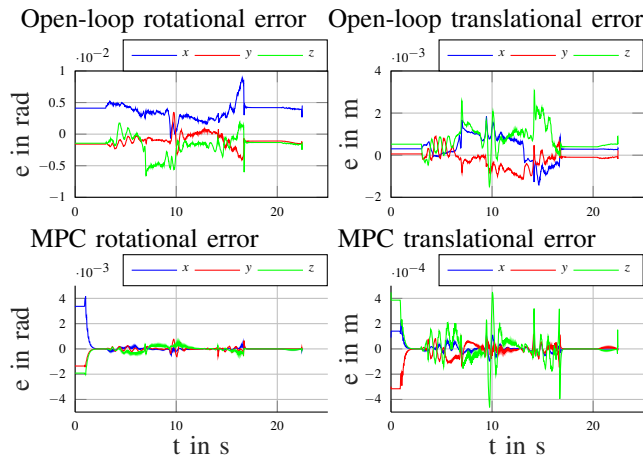 Open-loop rotational error
Open-loop translational error
·10−2
x y z
·10−3
x y z
e in rad
1
0.5
0
−0.5
−1
0 10 20
e in m
4
2
0
−2
0 10 20
MPC rotational error
MPC translational error
·10−3
x y z
·10−4
x y z
e in rad
4
2
0
−2
−4
0 10 20
t in s
e in m
4
2
0
−2
−4
0 10 20
t in s